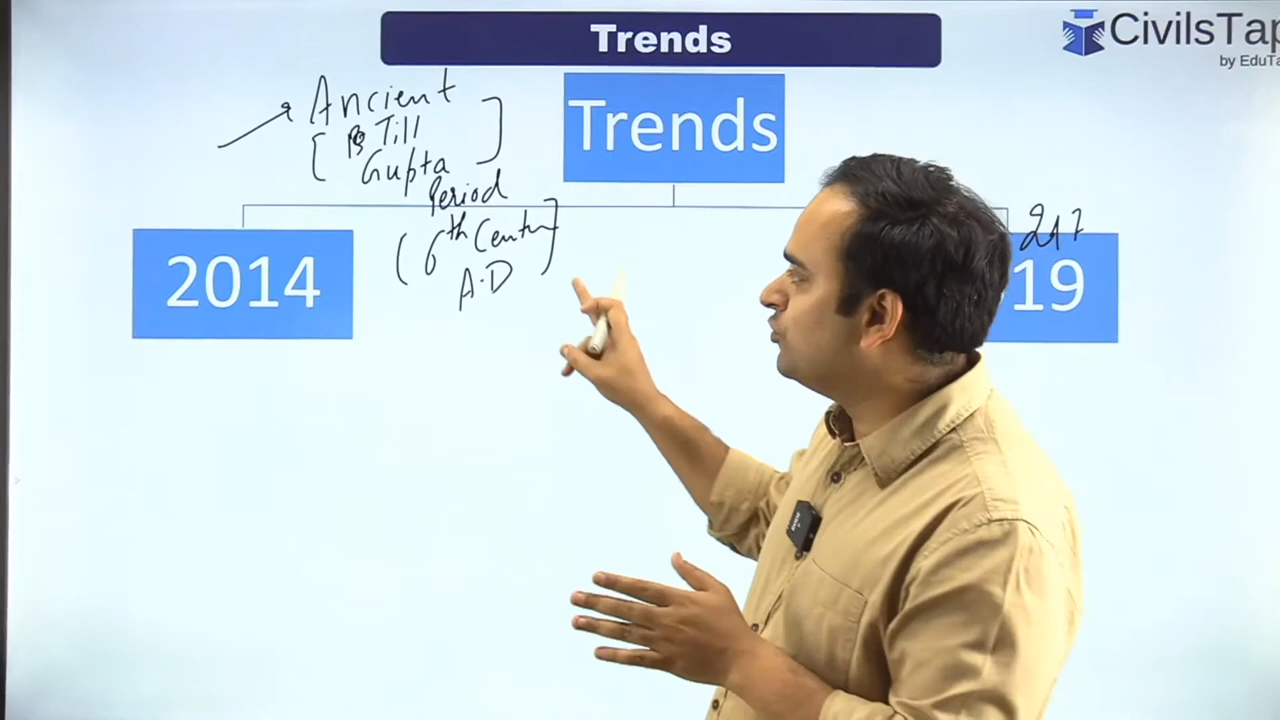 Trends
CivilsTap
by EduTa
Trends
Ancient
Till
Gupta
Period
(6th Century
A.D
2014
19